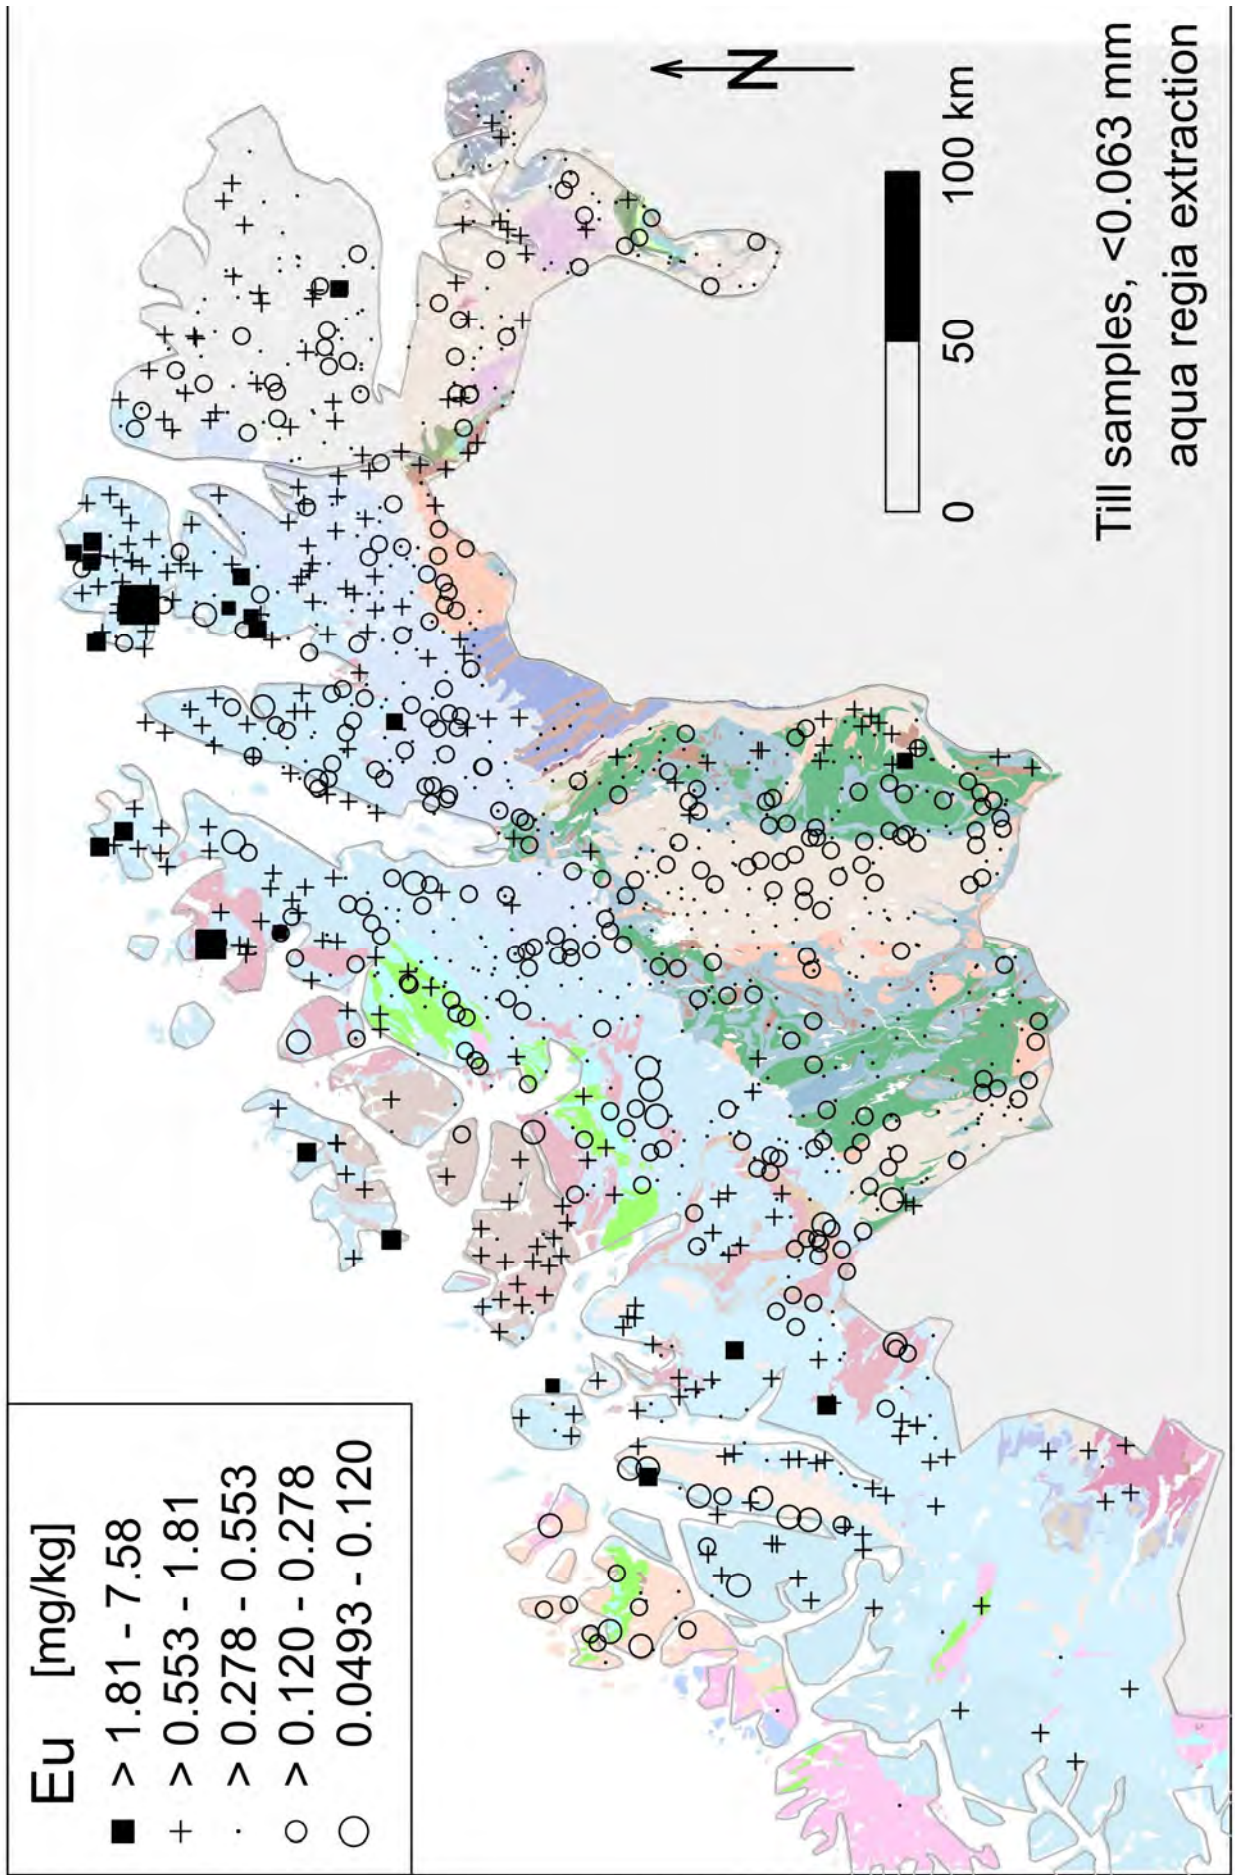 Eu [mg/kg]
> 1.81 - 7.58
> 0.553 - 1.81
> 0.278 - 0.553
> 0.120 - 0.278
0.0493 - 0.120
N
0 50 100 km
Till samples, <0.063 mm
aqua regia extraction